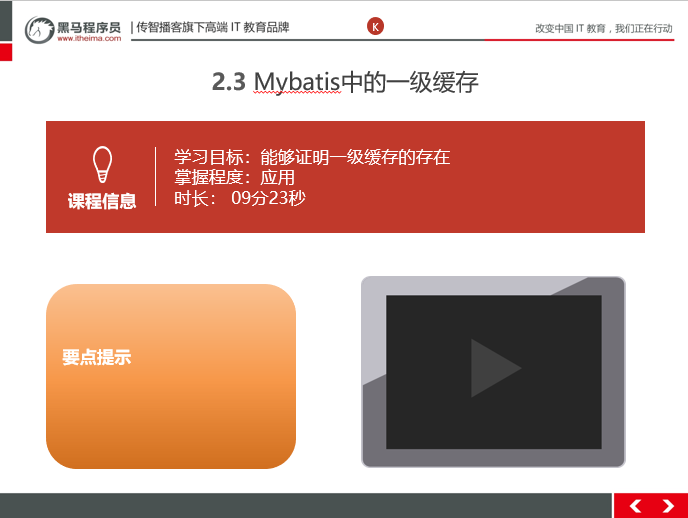 黑马程序员
www.itheima.com
传智播客旗下高端 IT 教育品牌
K
改变中国 IT 教育，我们正在行动
2.3 Mybatis中的一级缓存
课程信息
学习目标：能够证明一级缓存的存在
掌握程度：应用
时长： 09分23秒
要点提示